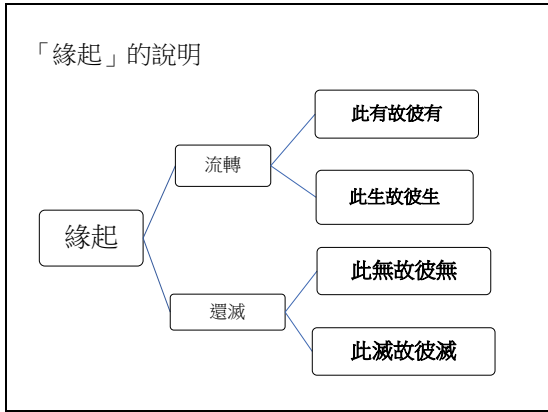 「緣起」的說明
緣起
流轉
此有故彼有
此生故彼生
還滅
此無故彼無
此滅故彼滅